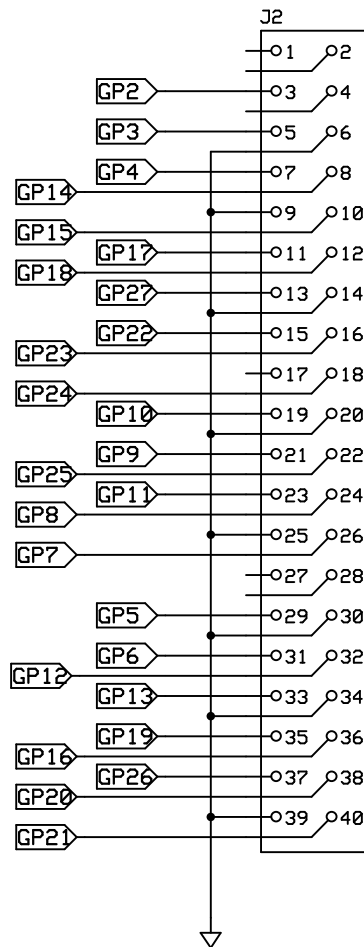 J2
1 2
GP2 3 4
GP3 5 6
GP4 7 8
GP14
9 10
GP15
GP17 11 12
GP18
GP27 13 14
GP22 15 16
GP23
17 18
GP24
GP10 19 20
GP9 21 22
GP25
GP11 23 24
GP8
25 26
GP7
27 28
GP5 29 30
GP6 31 32
GP12
GP13 33 34
GP19 35 36
GP16
GP26 37 38
GP20
39 40
GP21